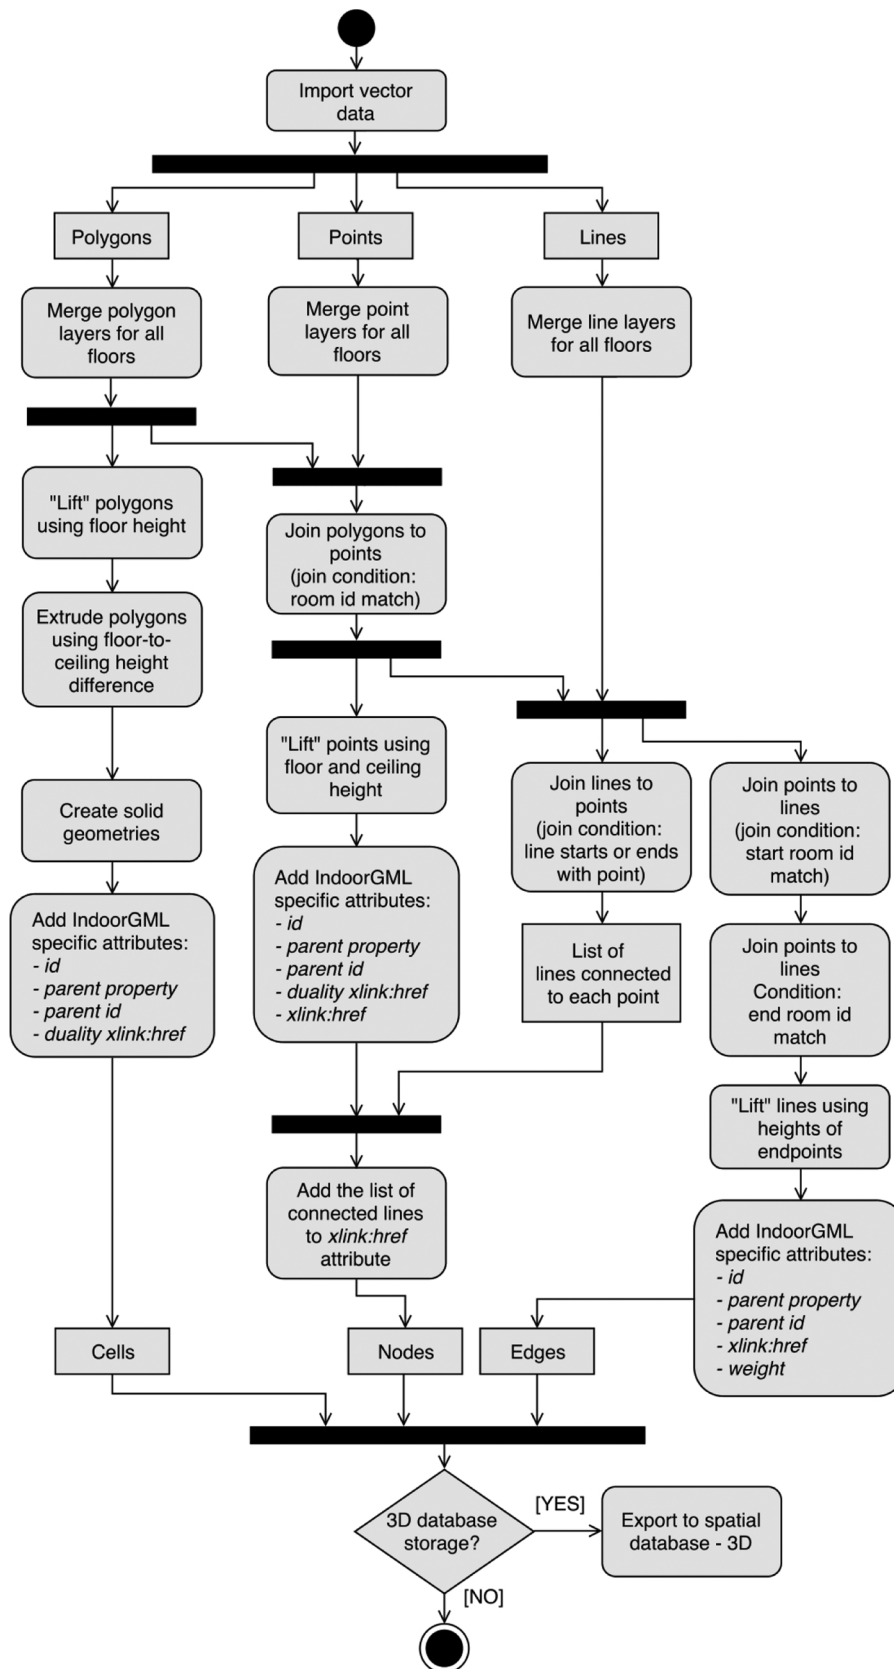 Import vector
data
Polygons
Points
Lines
Merge polygon
layers for all
floors
Merge point
layers for all
floors
Merge line layers
for all floors
"Lift" polygons
using floor height
Join polygons to
points
(join condition:
room id match)
Extrude polygons
using floor-to-
ceiling height
difference
"Lift" points using
floor and ceiling
height
Join lines to
points
(join condition:
line starts or ends
with point)
Join points to
lines
(join condition:
start room id
match)
Create solid
geometries
Add IndoorGML
specific attributes:
- id
- parent property
- parent id
- duality xlink:href
Add IndoorGML
specific attributes:
- id
- parent property
- parent id
- duality xlink:href
- xlink:href
List of
lines connected
to each point
Join points to
lines
Condition:
end room id
match
"Lift" lines using
heights of
endpoints
Add the list of
connected lines
to xlink:href
attribute
Add IndoorGML
specific attributes:
- id
- parent property
- parent id
- xlink:href
- weight
Cells
Nodes
Edges
3D database
storage?
[YES]
Export to spatial
database - 3D
[NO]